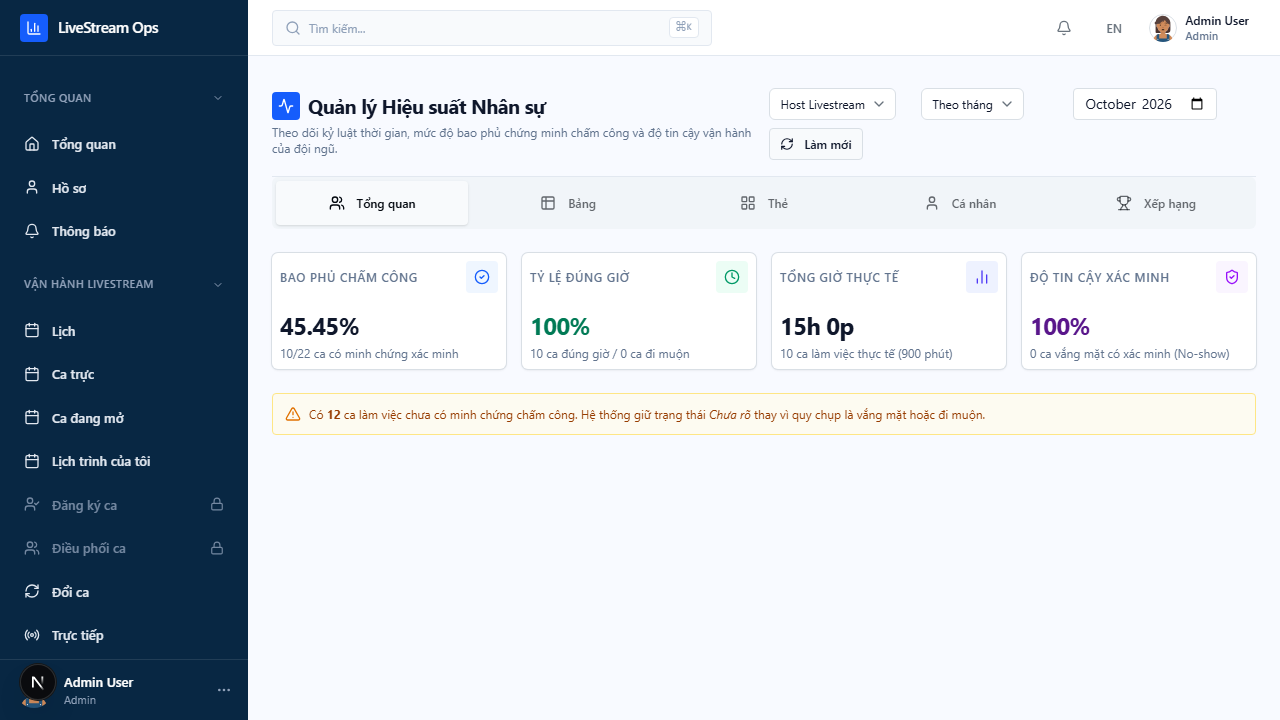 LiveStream Ops
Tìm kiếm...
⌘K
EN
Admin User
Admin
TỔNG QUAN
Tổng quan
Hồ sơ
Thông báo
VẬN HÀNH LIVESTREAM
Lịch
Ca trực
Ca đang mở
Lịch trình của tôi
Đăng ký ca
Điều phối ca
Đổi ca
Trực tiếp
N
Admin User
Admin
Quản lý Hiệu suất Nhân sự
Theo dõi kỷ luật thời gian, mức độ bao phủ chứng minh chấm công và độ tin cậy vận hành
của đội ngũ.
Host Livestream
Theo tháng
October 2026
Làm mới
Tổng quan
Bảng
Thẻ
Cá nhân
Xếp hạng
BAO PHỦ CHẤM CÔNG
45.45%
10/22 ca có minh chứng xác minh
TỶ LỆ ĐÚNG GIỜ
100%
10 ca đúng giờ / 0 ca đi muộn
TỔNG GIỜ THỰC TẾ
15h 0p
10 ca làm việc thực tế (900 phút)
ĐỘ TIN CẬY XÁC MINH
100%
0 ca vắng mặt có xác minh (No-show)
Có 12 ca làm việc chưa có minh chứng chấm công. Hệ thống giữ trạng thái Chưa rõ thay vì quy chụp là vắng mặt hoặc đi muộn.